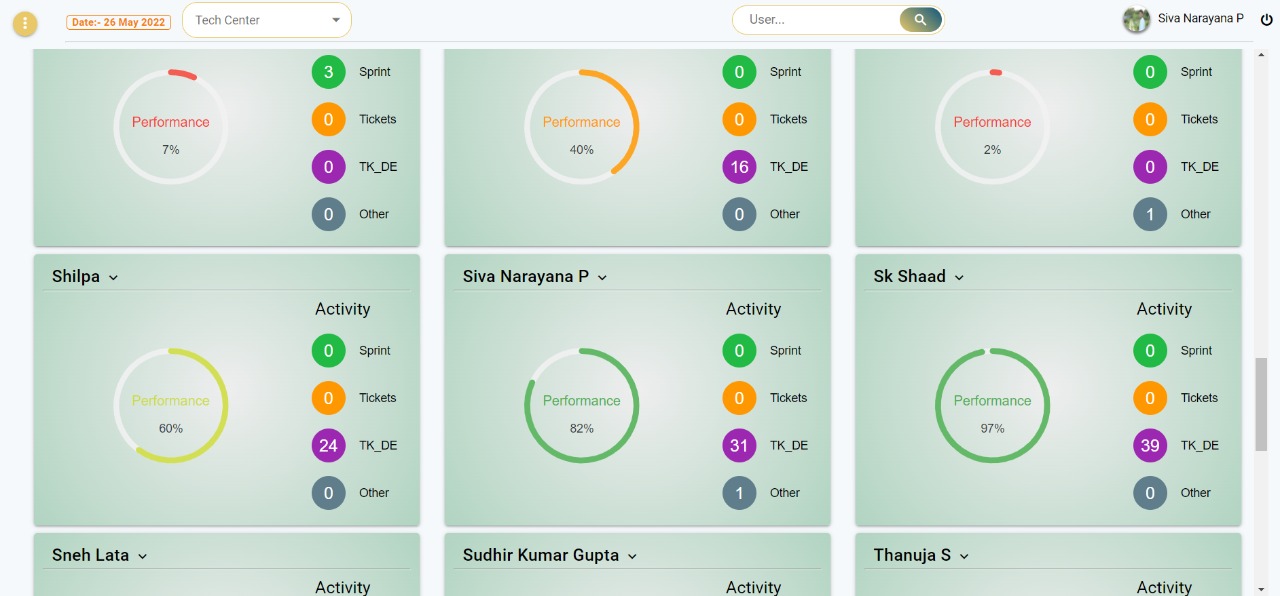 Date:- 26 May 2022
Tech Center
User...
Siva Narayana P
Performance
7%
3 Sprint
0 Tickets
0 TK_DE
0 Other
Performance
40%
0 Sprint
0 Tickets
16 TK_DE
0 Other
Performance
2%
0 Sprint
0 Tickets
0 TK_DE
1 Other
Shilpa
Activity
Performance
60%
0 Sprint
0 Tickets
24 TK_DE
0 Other
Siva Narayana P
Activity
Performance
82%
0 Sprint
0 Tickets
31 TK_DE
1 Other
Sk Shaad
Activity
Performance
97%
0 Sprint
0 Tickets
39 TK_DE
0 Other
Sneh Lata
Activity
Sudhir Kumar Gupta
Activity
Thanuja S
Activity